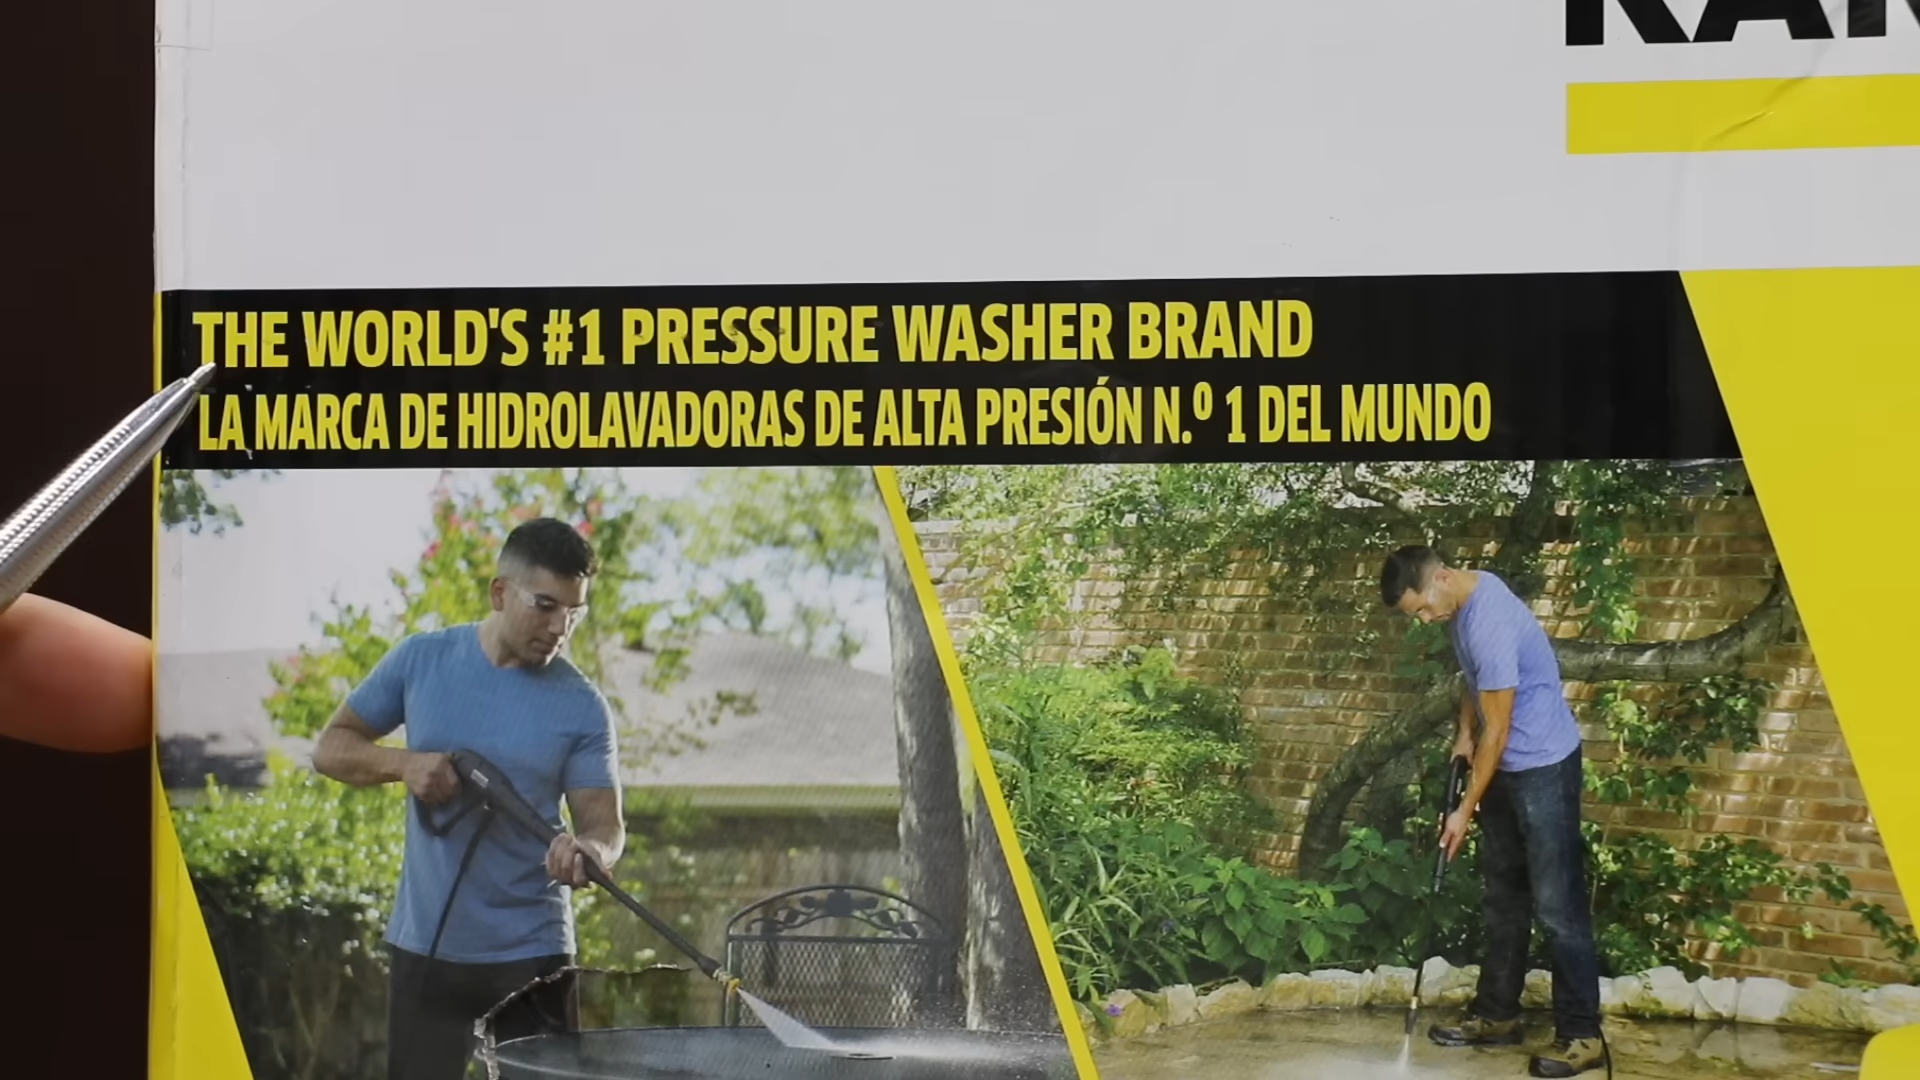 THE WORLD'S #1 PRESSURE WASHER BRAND
LA MARCA DE HIDROLAVADORAS DE ALTA PRESIÓN N.º 1 DEL MUNDO